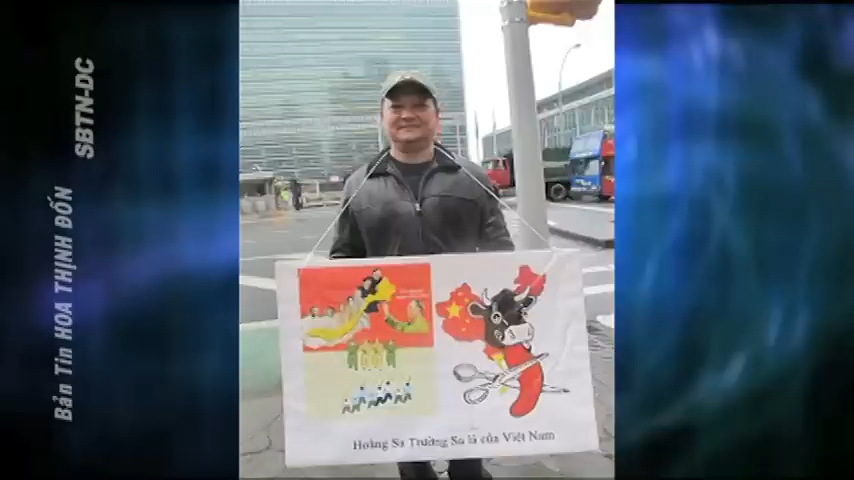 SBTN-DC
Bản Tin HOA THỊNH ĐỐN
Hoàng Sa Trường Sa là của Việt Nam